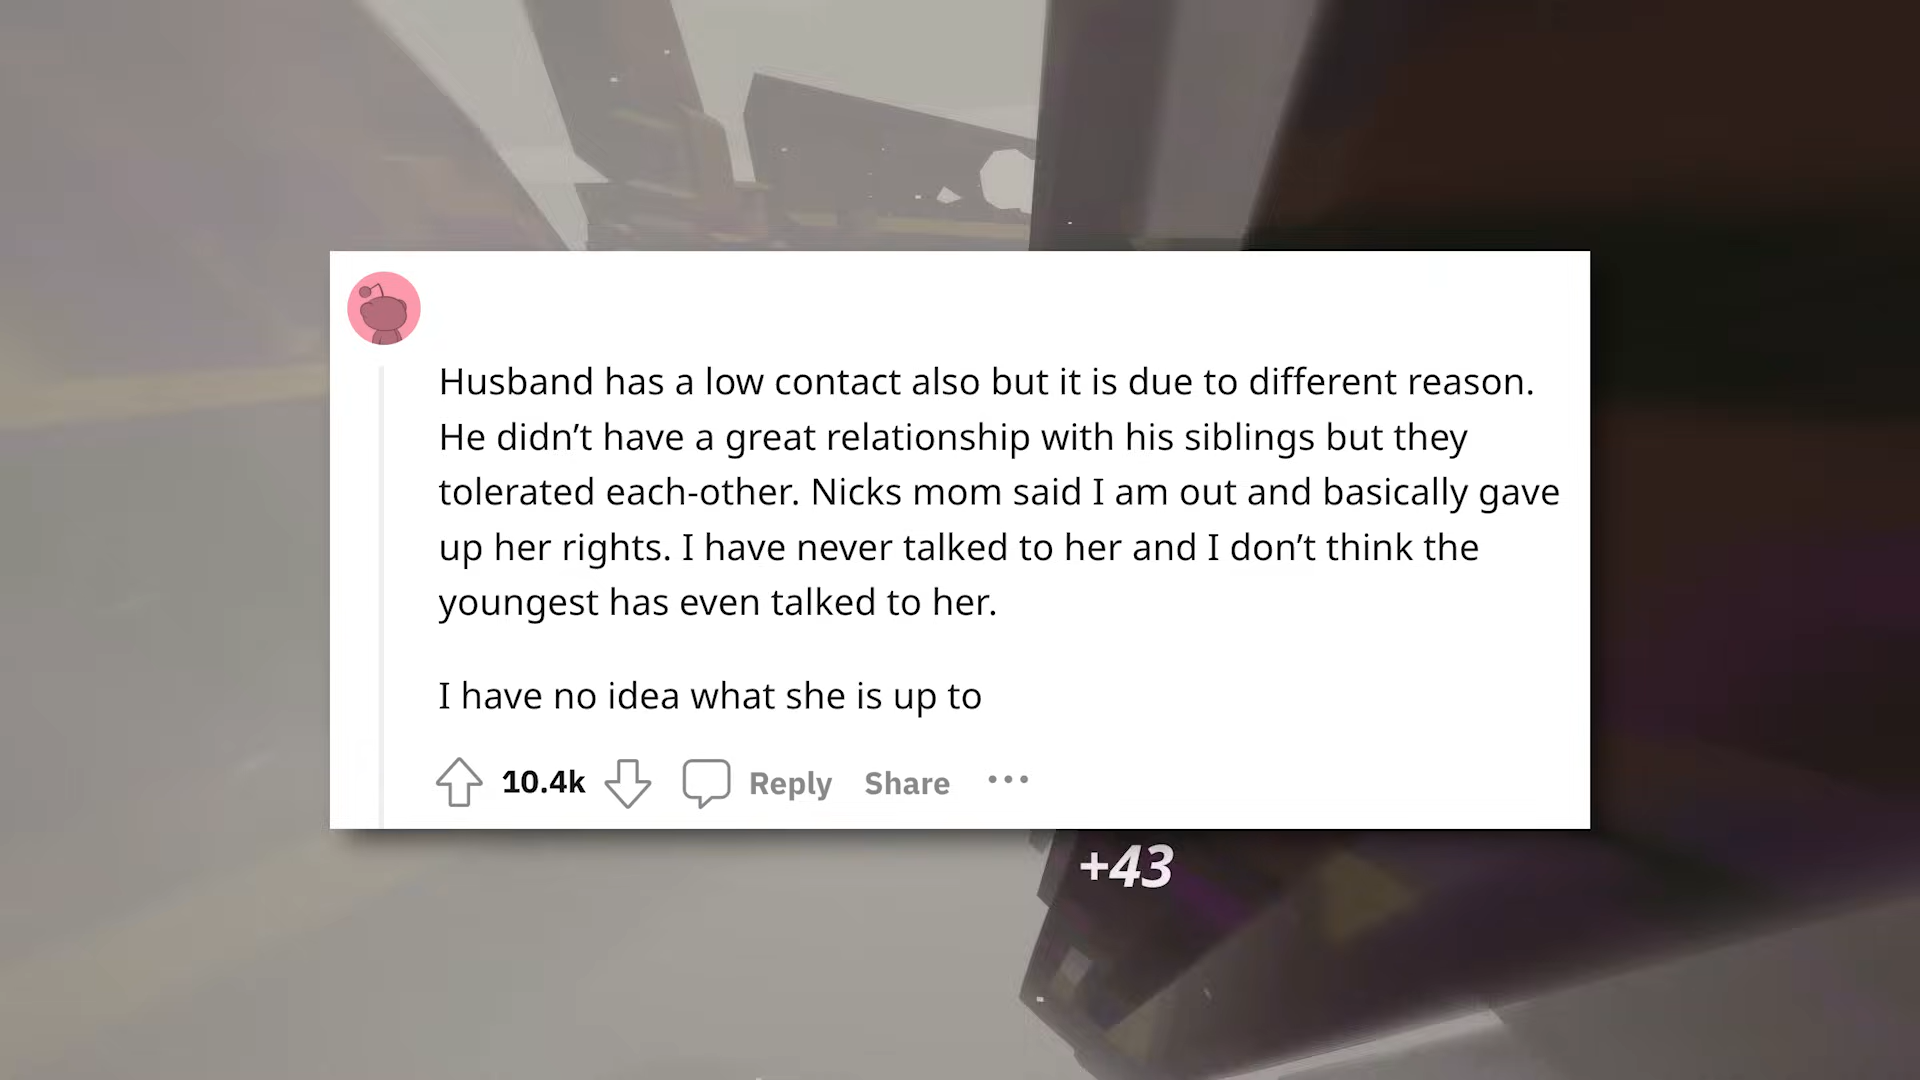 Husband has a low contact also but it is due to different reason.
He didn’t have a great relationship with his siblings but they
tolerated each-other. Nicks mom said I am out and basically gave
up her rights. I have never talked to her and I don’t think the
youngest has even talked to her.
I have no idea what she is up to
10.4k Reply Share
+43